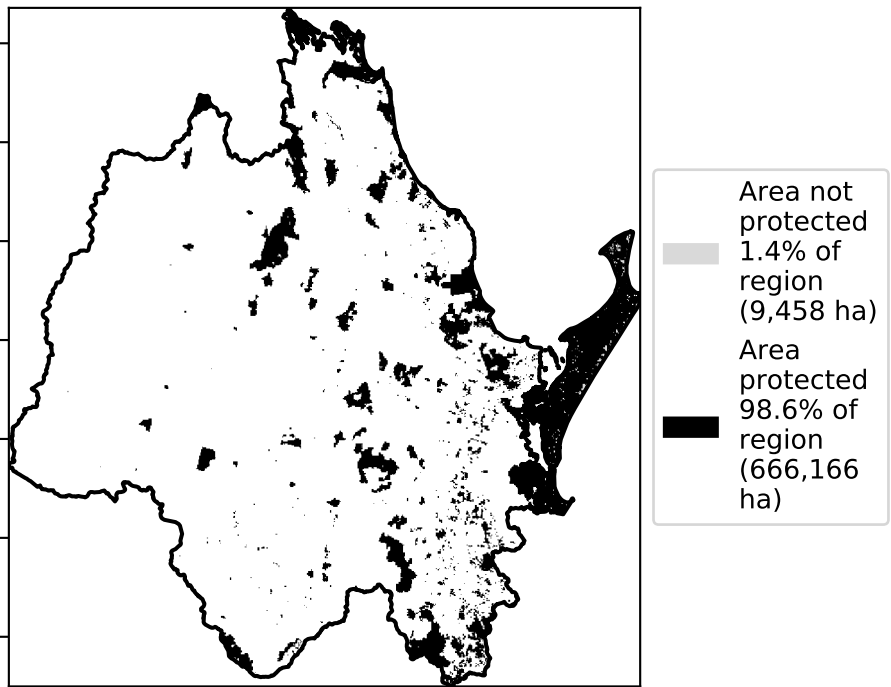 Area not
protected
1.4% of
region
(9,458 ha)
Area
protected
98.6% of
region
(666,166
ha)